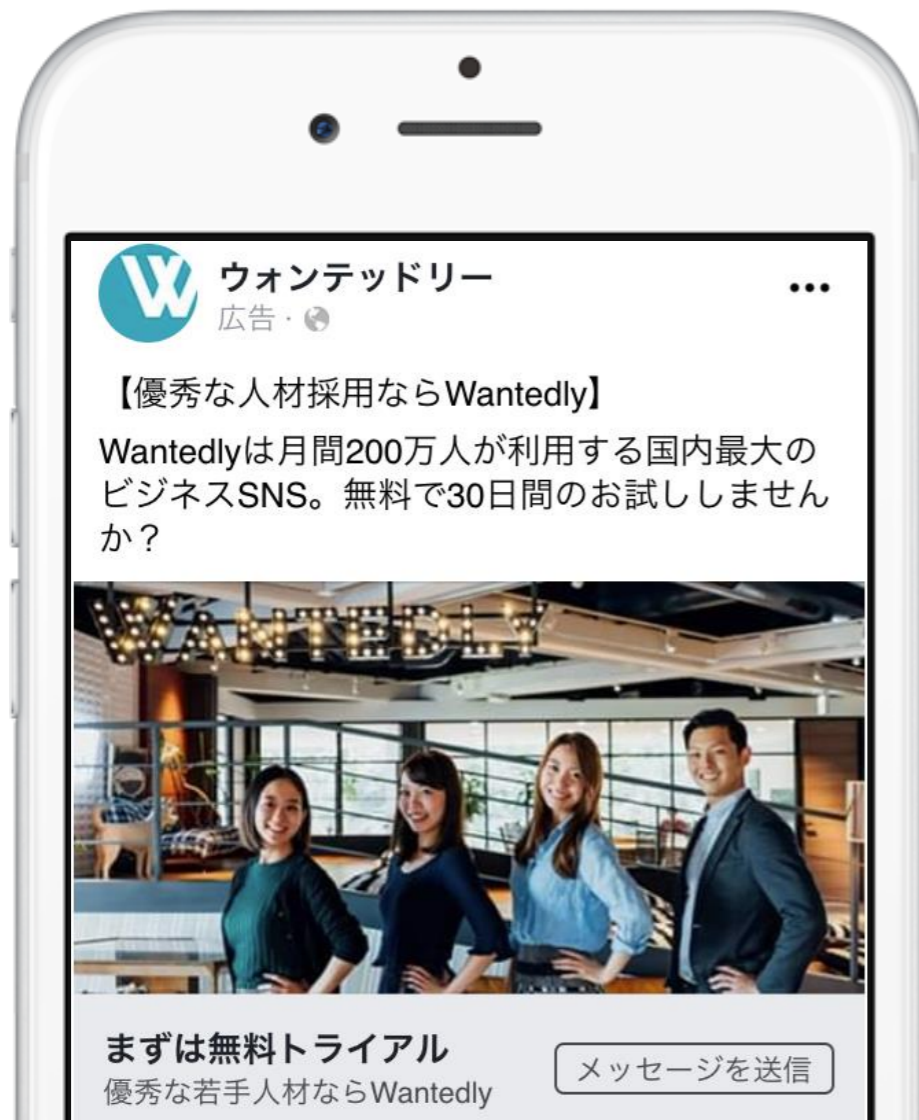 W
ウォンテッドリー
広告・
【優秀な人材採用ならWantedly】
Wantedlyは月間200万人が利用する国内最大の
ビジネスSNS。無料で30日間のお試ししません
か？
WANTEDLY
まずは無料トライアル
優秀な若手人材ならWantedly
メッセージを送信